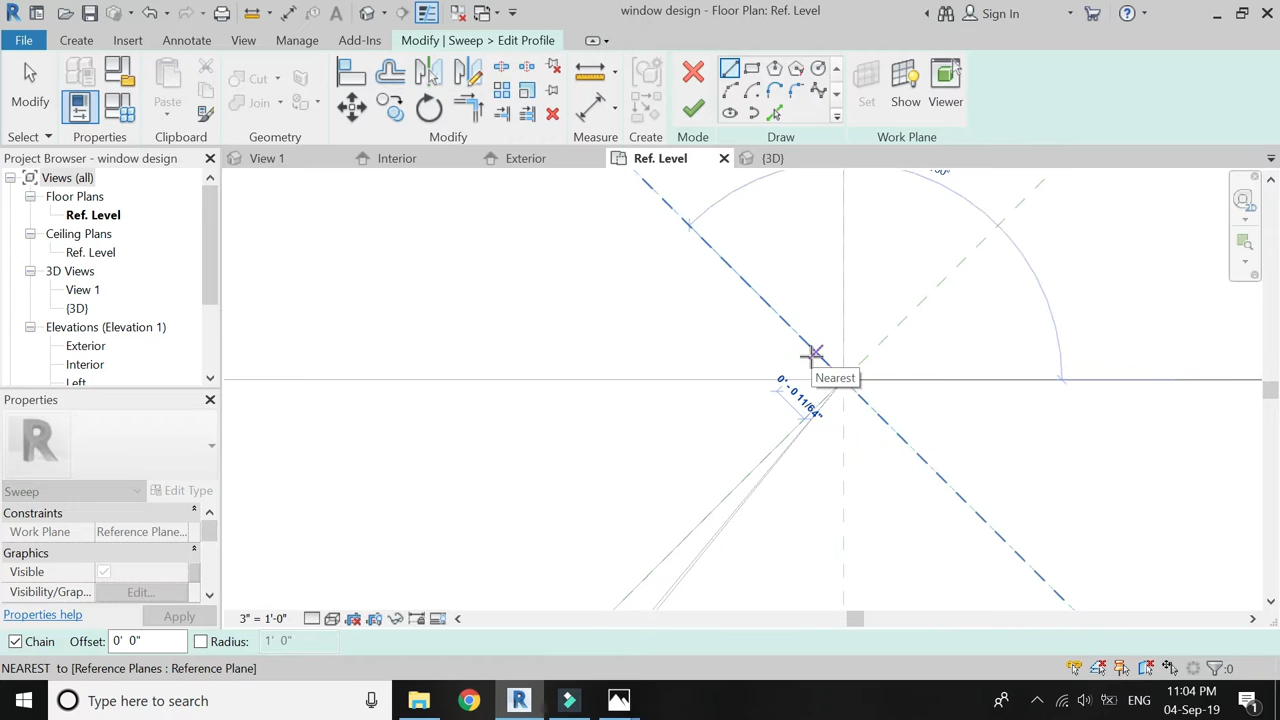 window design - Floor Plan: Ref. Level
Sign In
File
Create
Insert
Annotate
View
Manage
Add-Ins
Modify | Sweep > Edit Profile
Modify
Paste
Cut
Join
Set
Show
Viewer
Select
Properties
Clipboard
Geometry
Modify
Measure
Create
Mode
Draw
Work Plane
Project Browser - window design
View 1
Interior
Exterior
Ref. Level
{3D}
Views (all)
Floor Plans
Ref. Level
Ceiling Plans
Ref. Level
3D Views
View 1
{3D}
Elevations (Elevation 1)
Exterior
Interior
Left
Nearest
0' - 0 11/64"
Properties
Sweep
Edit Type
Constraints
Work Plane
Reference Plane...
Graphics
Visible
Visibility/Grap...
Edit...
Properties help
Apply
3" = 1'-0"
Chain
Offset:
0' 0"
Radius:
1' 0"
NEAREST to [Reference Planes : Reference Plane]
:0
Type here to search
ENG
11:04 PM
04-Sep-19
1